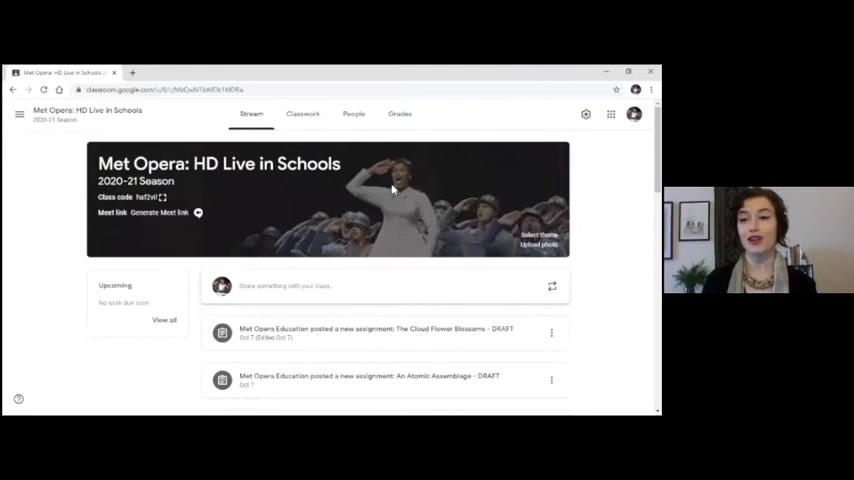 Met Opera: HD Live in Schools
classroom.google.com
Met Opera: HD Live in Schools
2020-21 Season
Stream Classwork People Grades
Met Opera: HD Live in Schools
2020-21 Season
Class code haf2vil
Meet link Generate Meet link
Select theme
Upload photo
Upcoming
No work due soon
View all
Share something with your class...
Met Opera Education posted a new assignment: The Cloud Flower Blossoms - DRAFT
Oct 7 (Edited Oct 7)
Met Opera Education posted a new assignment: An Atomic Assemblage - DRAFT
Oct 7